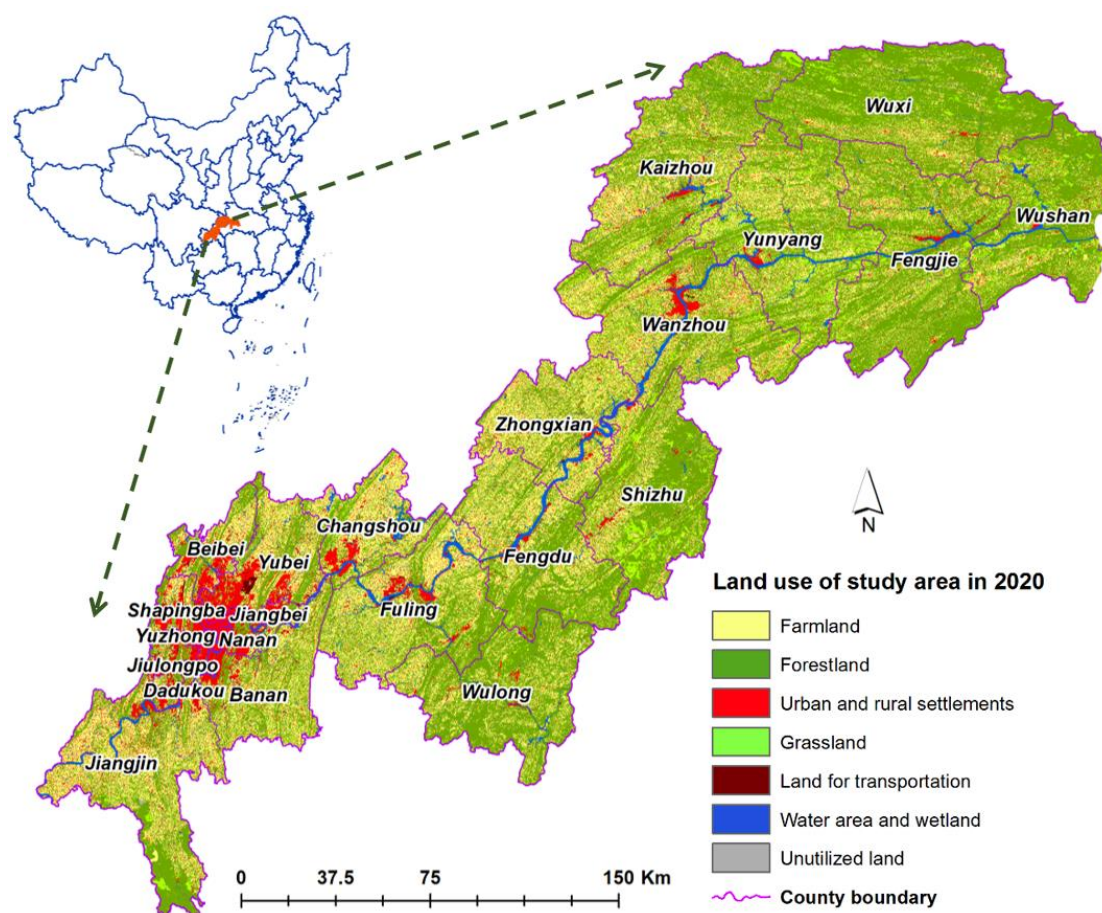 Wuxi
Kaizhou
Wushan
Yunyang
Fengjie
Wanzhou
Zhongxian
Shizhu
Changshou
Fengdu
Beibei
Yubei
Shapingba
Jiangbei
Fuling
Yuzhong
Nanan
Jiulongpo
Dadukou
Banan
Wulong
Jiangjin
N
Land use of study area in 2020
Farmland
Forestland
Urban and rural settlements
Grassland
Land for transportation
Water area and wetland
Unutilized land
County boundary
0 37.5 75 150 Km